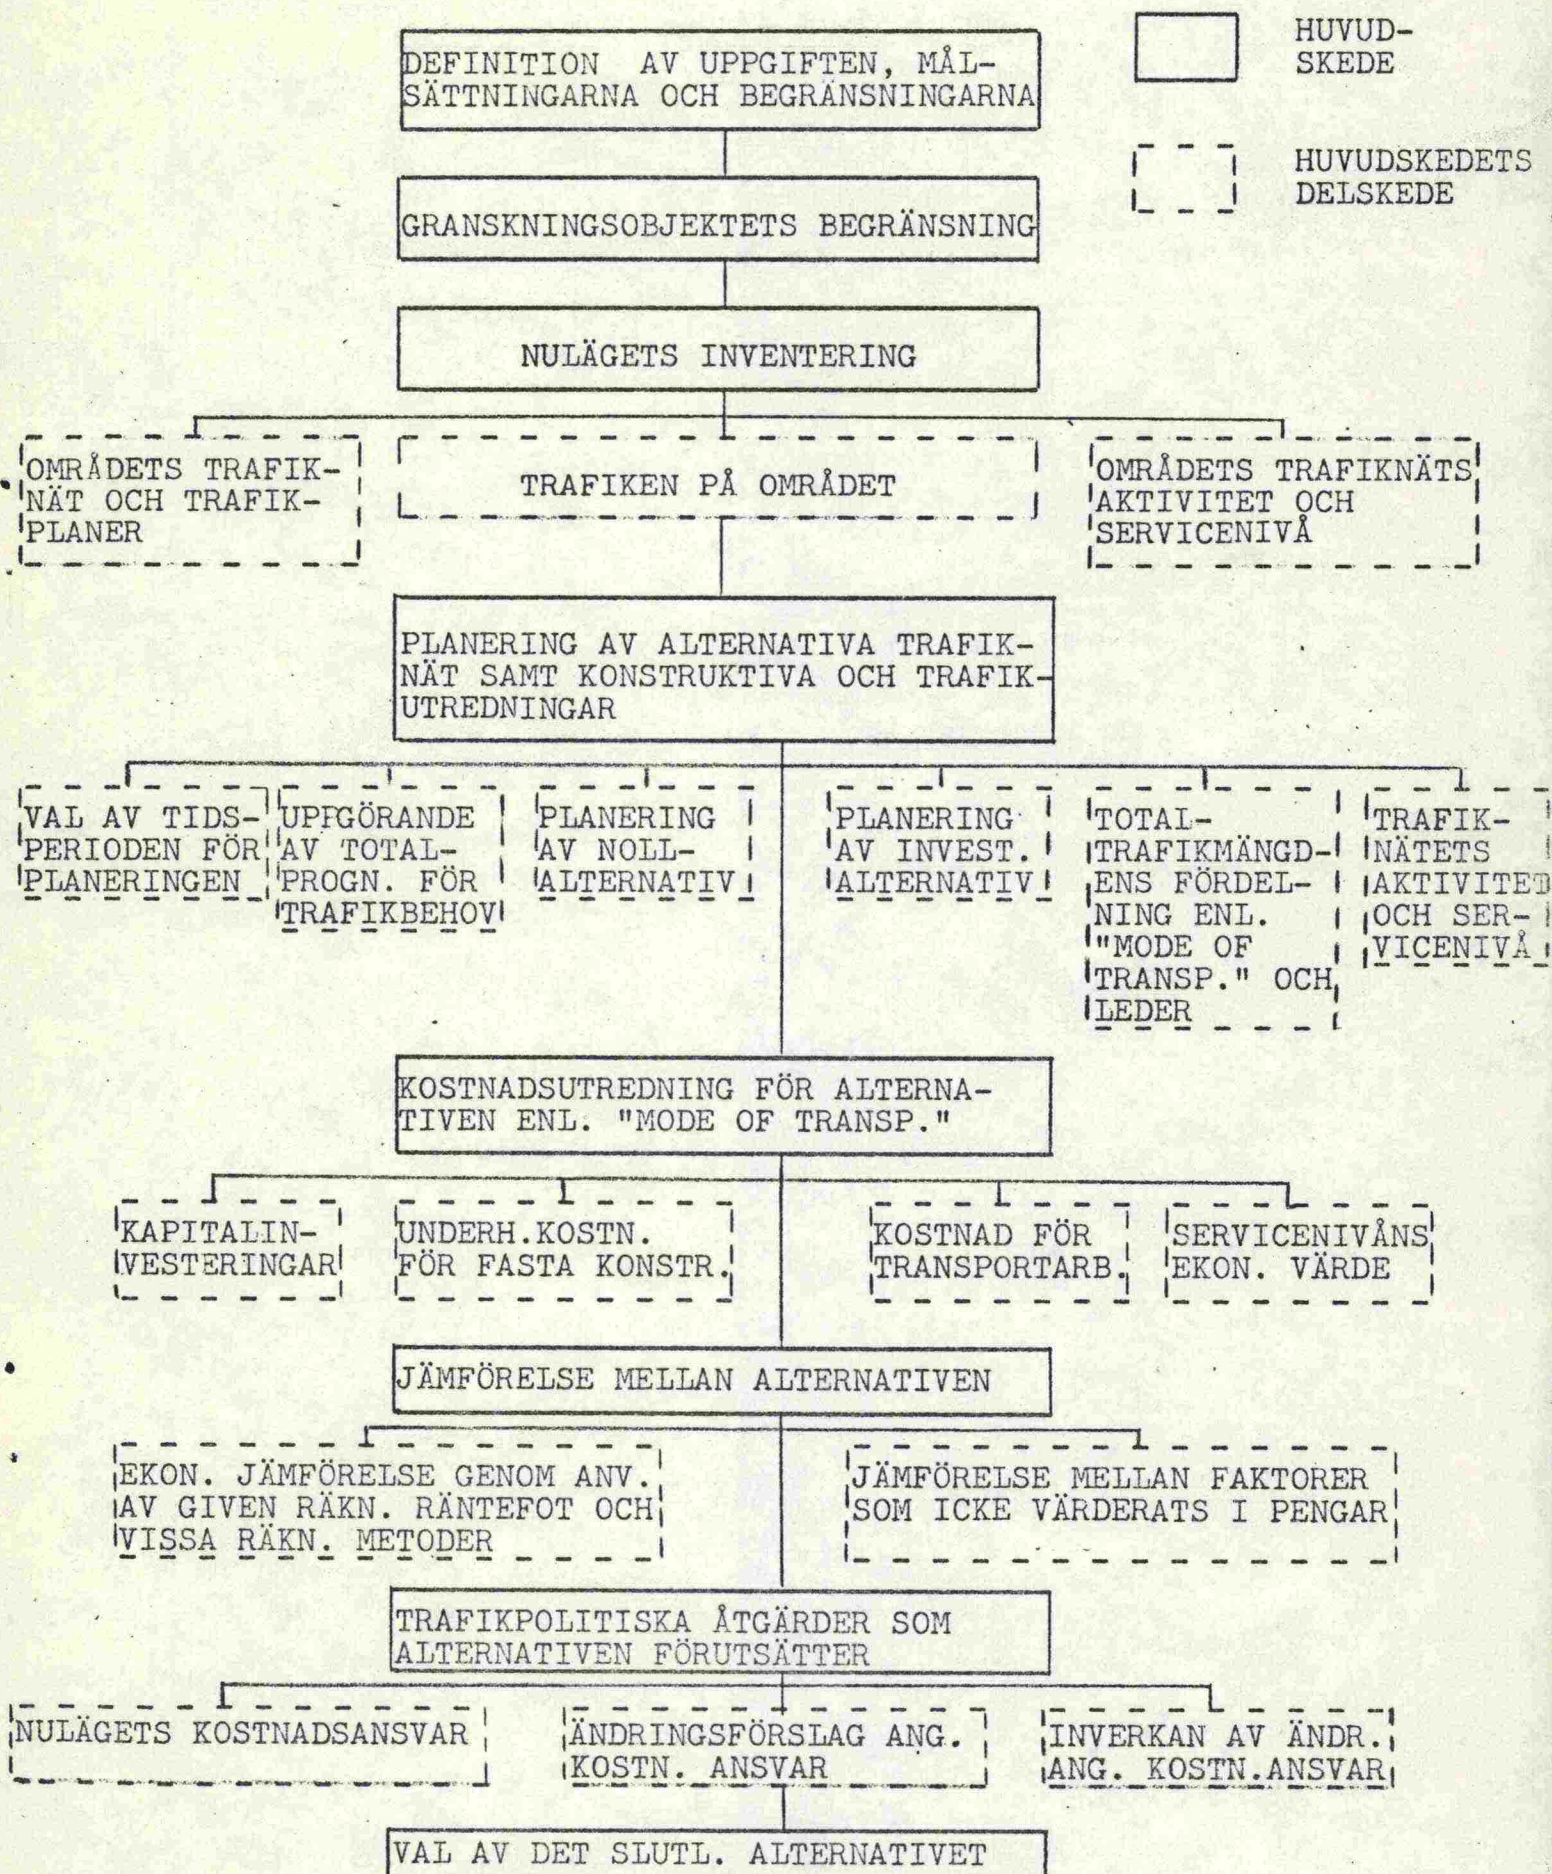 DEFINITION AV UPPGIFTEN, MÅL-
SÄTTNINGARNA OCH BEGRÄNSNINGARNA
HUVUD-
SKEDE
HUVUDSKEDETS
DELSKEDE
GRANSKNINGSOBJEKTETS BEGRÄNSNING
NULÄGETS INVENTERING
OMRÅDETS TRAFIK-
NÄT OCH TRAFIK-
PLANER
TRAFIKEN PÅ OMRÅDET
OMRÅDETS TRAFIKNÄTS
AKTIVITET OCH
SERVICENIVÅ
PLANERING AV ALTERNATIVA TRAFIK-
NÄT SAMT KONSTRUKTIVA OCH TRAFIK-
UTREDNINGAR
VAL AV TIDS-
PERIODEN FÖR
PLANERINGEN
UPPGÖRANDE
AV TOTAL-
PROGN. FÖR
TRAFIKBEHOV
PLANERING
AV NOLL-
ALTERNATIV
PLANERING
AV INVEST.
ALTERNATIV
TOTAL-
TRAFIKMÄNGD-
ENS FÖRDEL-
NING ENL.
"MODE OF
TRANSP." OCH
LEDER
TRAFIK-
NÄTETS
AKTIVITET
OCH SER-
VICENIVÅ
KOSTNADSUTREDNING FÖR ALTERNA-
TIVEN ENL. "MODE OF TRANSP."
KAPITALIN-
VESTERINGAR
UNDERH.KOSTN.
FÖR FASTA KONSTR.
KOSTNAD FÖR
TRANSPORTARB.
SERVICENIVÅNS
EKON. VÄRDE
JÄMFÖRELSE MELLAN ALTERNATIVEN
EKON. JÄMFÖRELSE GENOM ANV.
AV GIVEN RÄKN. RÄNTEFOT OCH
VISSA RÄKN. METODER
JÄMFÖRELSE MELLAN FAKTORER
SOM ICKE VÄRDERATS I PENGAR
TRAFIKPOLITISKA ÅTGÄRDER SOM
ALTERNATIVEN FÖRUTSÄTTER
NULÄGETS KOSTNADSANSVAR
ÄNDRINGSFÖRSLAG ANG.
KOSTN. ANSVAR
INVERKAN AV ÄNDR.
ANG. KOSTN.ANSVAR
VAL AV DET SLUTL. ALTERNATIVET